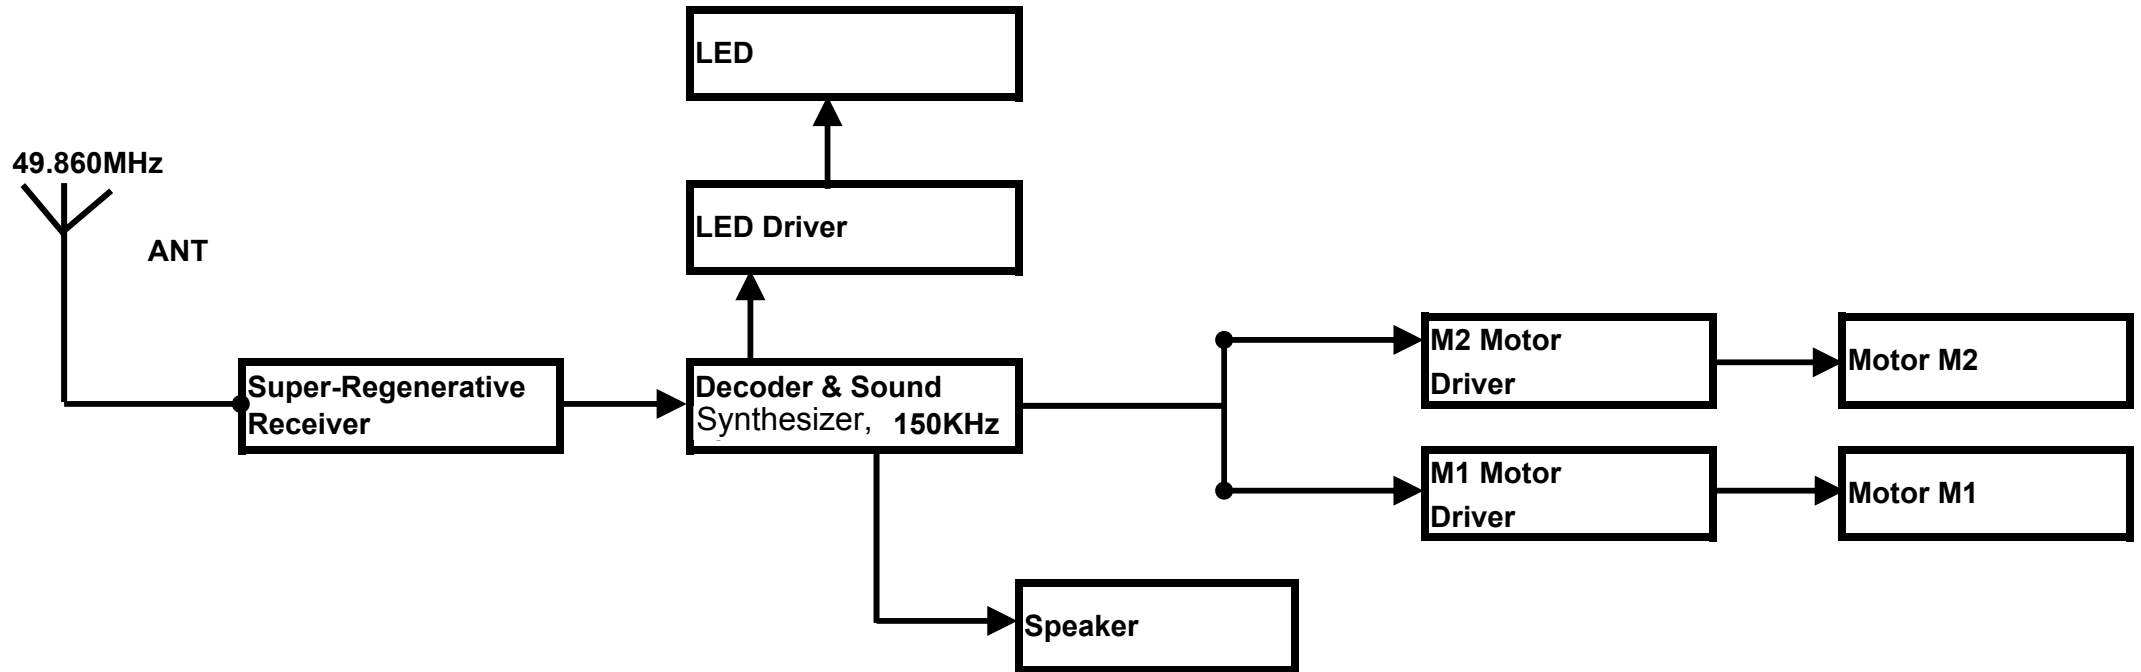 LED
49.860MHz
LED Driver
ANT
M2 Motor
Driver
Motor M2
Super-Regenerative
Receiver
Decoder & Sound
Synthesizer, 150KHz
M1 Motor
Driver
Motor M1
Speaker